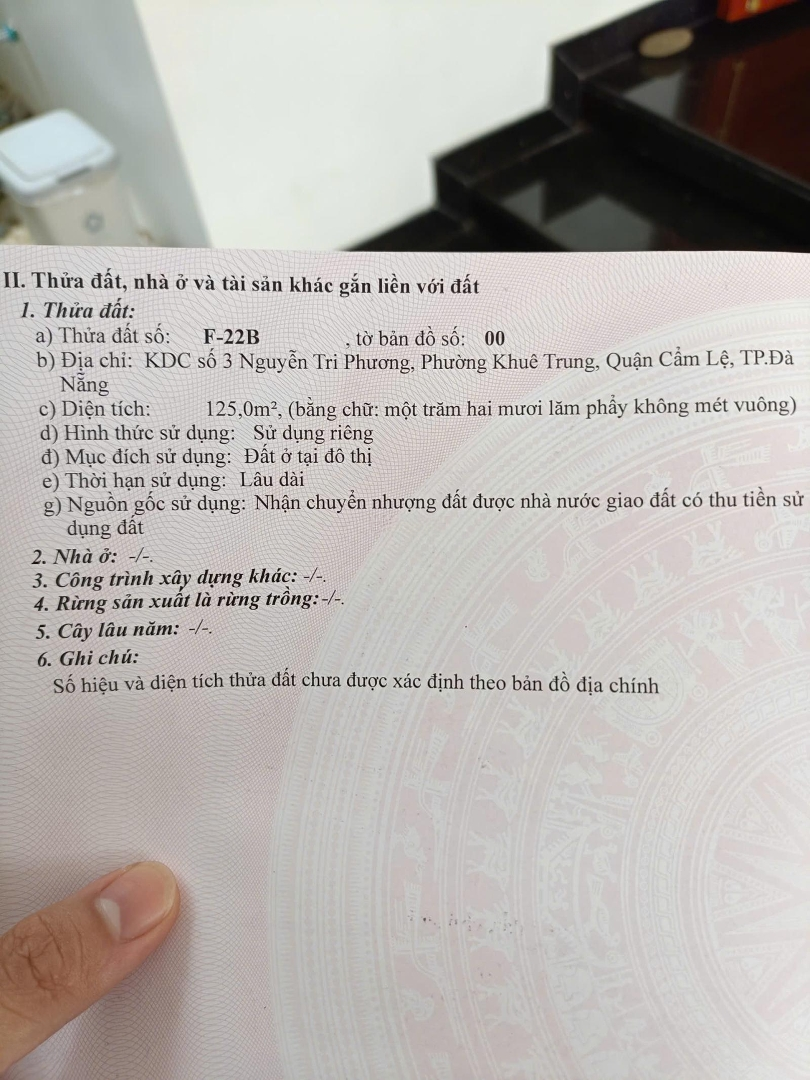 II. Thửa đất, nhà ở và tài sản khác gắn liền với đất
1. Thửa đất:
a) Thửa đất số: F-22B , tờ bản đồ số: 00
b) Địa chỉ: KDC số 3 Nguyễn Tri Phương, Phường Khuê Trung, Quận Cẩm Lệ, TP.Đà
Nẵng
c) Diện tích: 125,0m², (bằng chữ: một trăm hai mươi lăm phẩy không mét vuông)
d) Hình thức sử dụng: Sử dụng riêng
đ) Mục đích sử dụng: Đất ở tại đô thị
e) Thời hạn sử dụng: Lâu dài
g) Nguồn gốc sử dụng: Nhận chuyển nhượng đất được nhà nước giao đất có thu tiền sử
dụng đất
2. Nhà ở: -/-.
3. Công trình xây dựng khác: -/-.
4. Rừng sản xuất là rừng trồng: -/-.
5. Cây lâu năm: -/-.
6. Ghi chú:
Số hiệu và diện tích thửa đất chưa được xác định theo bản đồ địa chính